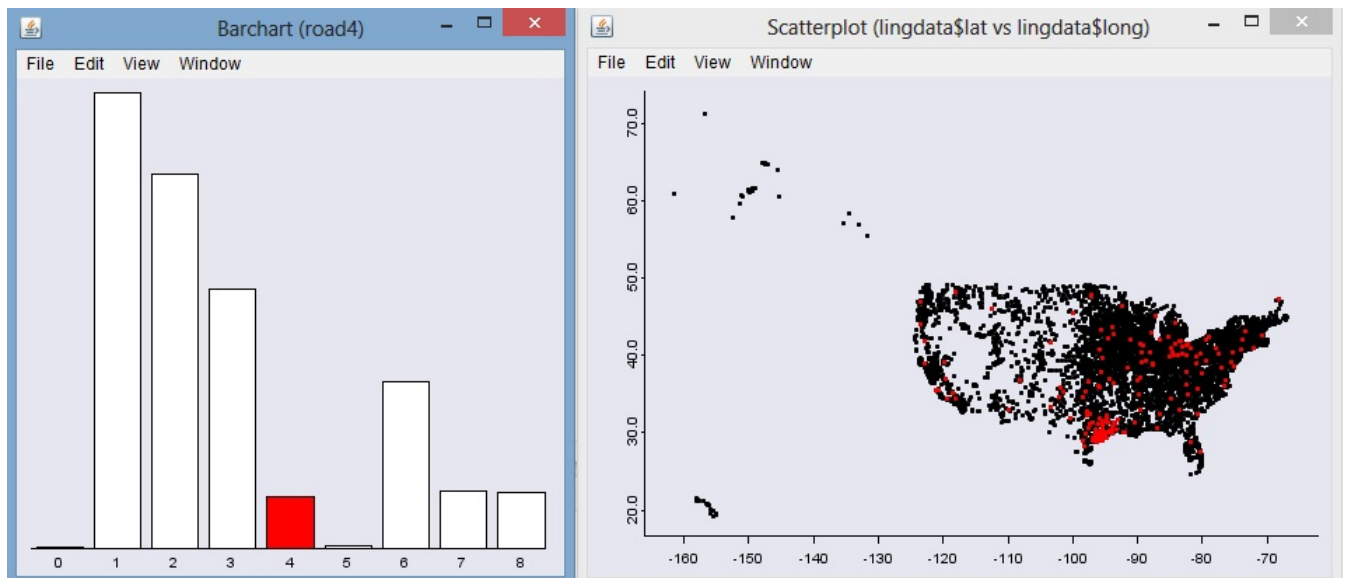 Barchart (road4)
File Edit View Window
0 1 2 3 4 5 6 7 8
Scatterplot (lingdata$lat vs lingdata$long)
File Edit View Window
70.0
60.0
50.0
40.0
30.0
20.0
-160 -140 -130 -120 -110 -100 -90 -80 -70